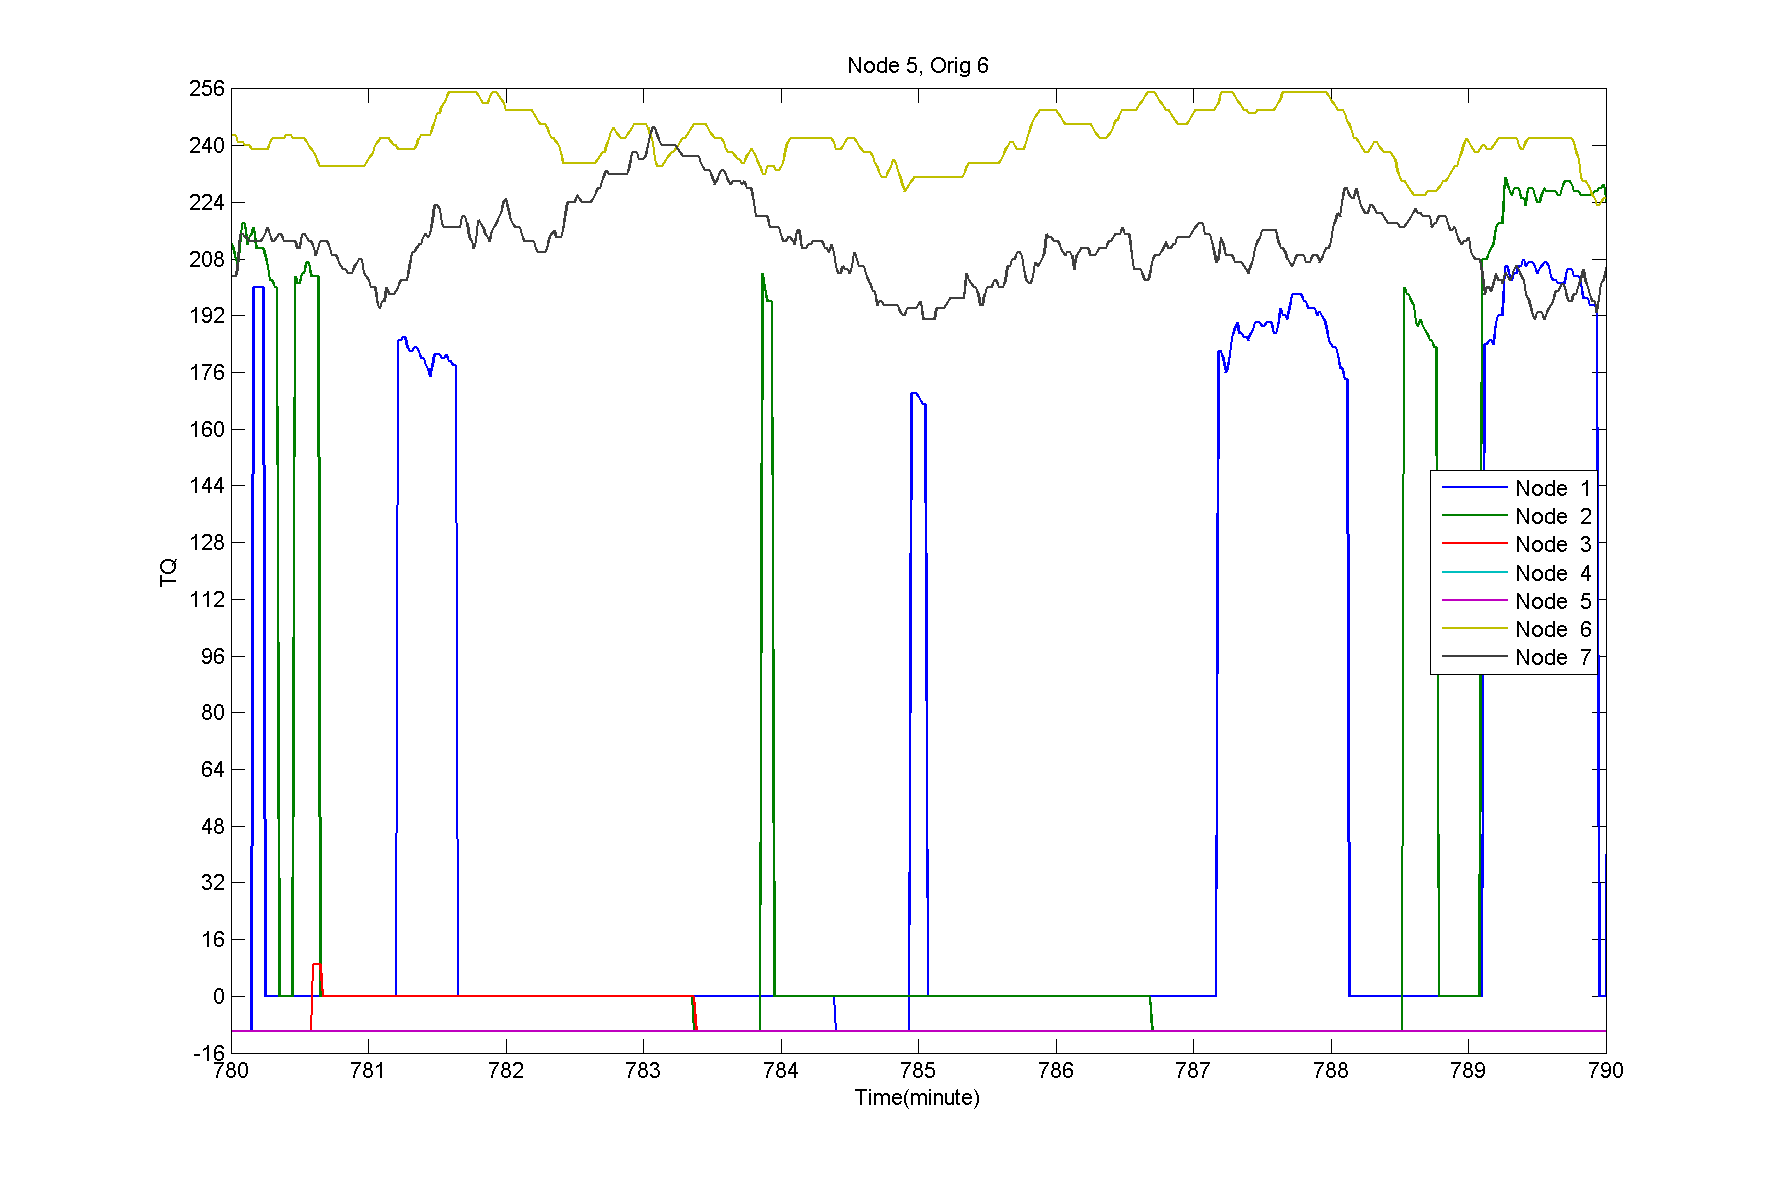 Node 5, Orig 6
256
240
224
208
192
176
160
144
128
112
96
80
64
48
32
16
0
-16
TQ
Node 1
Node 2
Node 3
Node 4
Node 5
Node 6
Node 7
780 781 782 783 784 785 786 787 788 789 790
Time(minute)